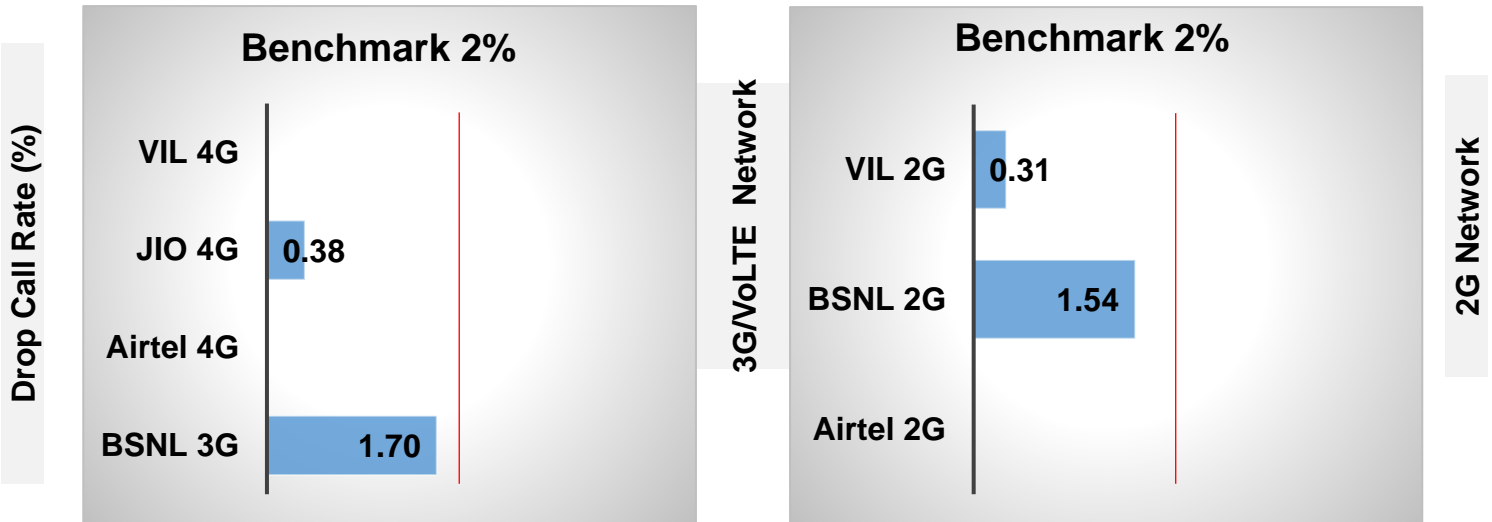 Drop Call Rate (%)
Benchmark 2%
VIL 4G
JIO 4G
0.38
Airtel 4G
BSNL 3G
1.70
3G/VoLTE Network
Benchmark 2%
VIL 2G
0.31
BSNL 2G
1.54
Airtel 2G
2G Network